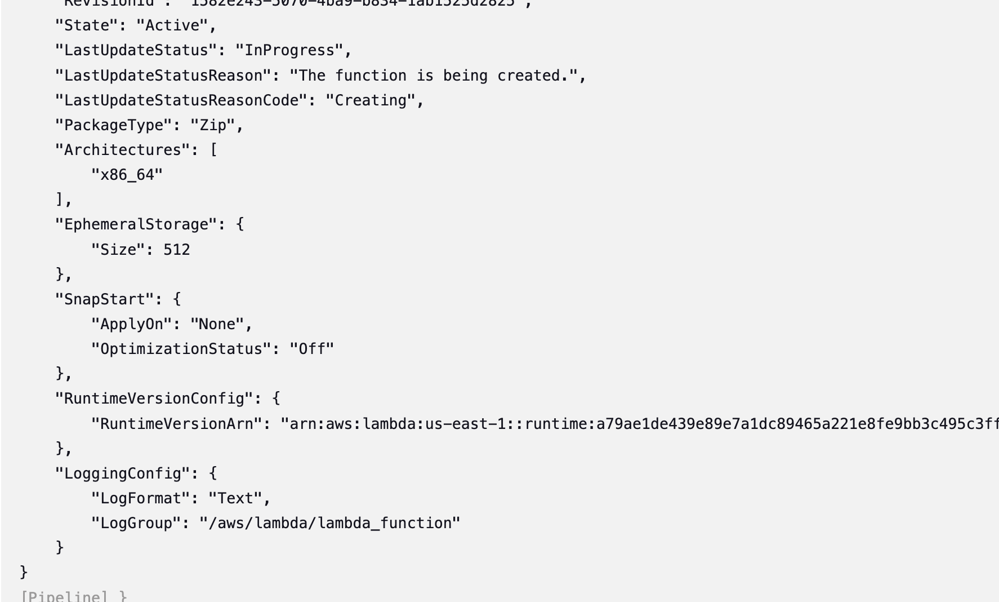 "RevisionId": "1582e243-5070-4ba9-b834-1ab1525d2825",
"State": "Active",
"LastUpdateStatus": "InProgress",
"LastUpdateStatusReason": "The function is being created.",
"LastUpdateStatusReasonCode": "Creating",
"PackageType": "Zip",
"Architectures": [
"x86_64"
],
"EphemeralStorage": {
"Size": 512
},
"SnapStart": {
"ApplyOn": "None",
"OptimizationStatus": "Off"
},
"RuntimeVersionConfig": {
"RuntimeVersionArn": "arn:aws:lambda:us-east-1::runtime:a79ae1de439e89e7a1dc89465a221e8fe9bb3c495c3ff
},
"LoggingConfig": {
"LogFormat": "Text",
"LogGroup": "/aws/lambda/lambda_function"
}
}
[Pipeline] }